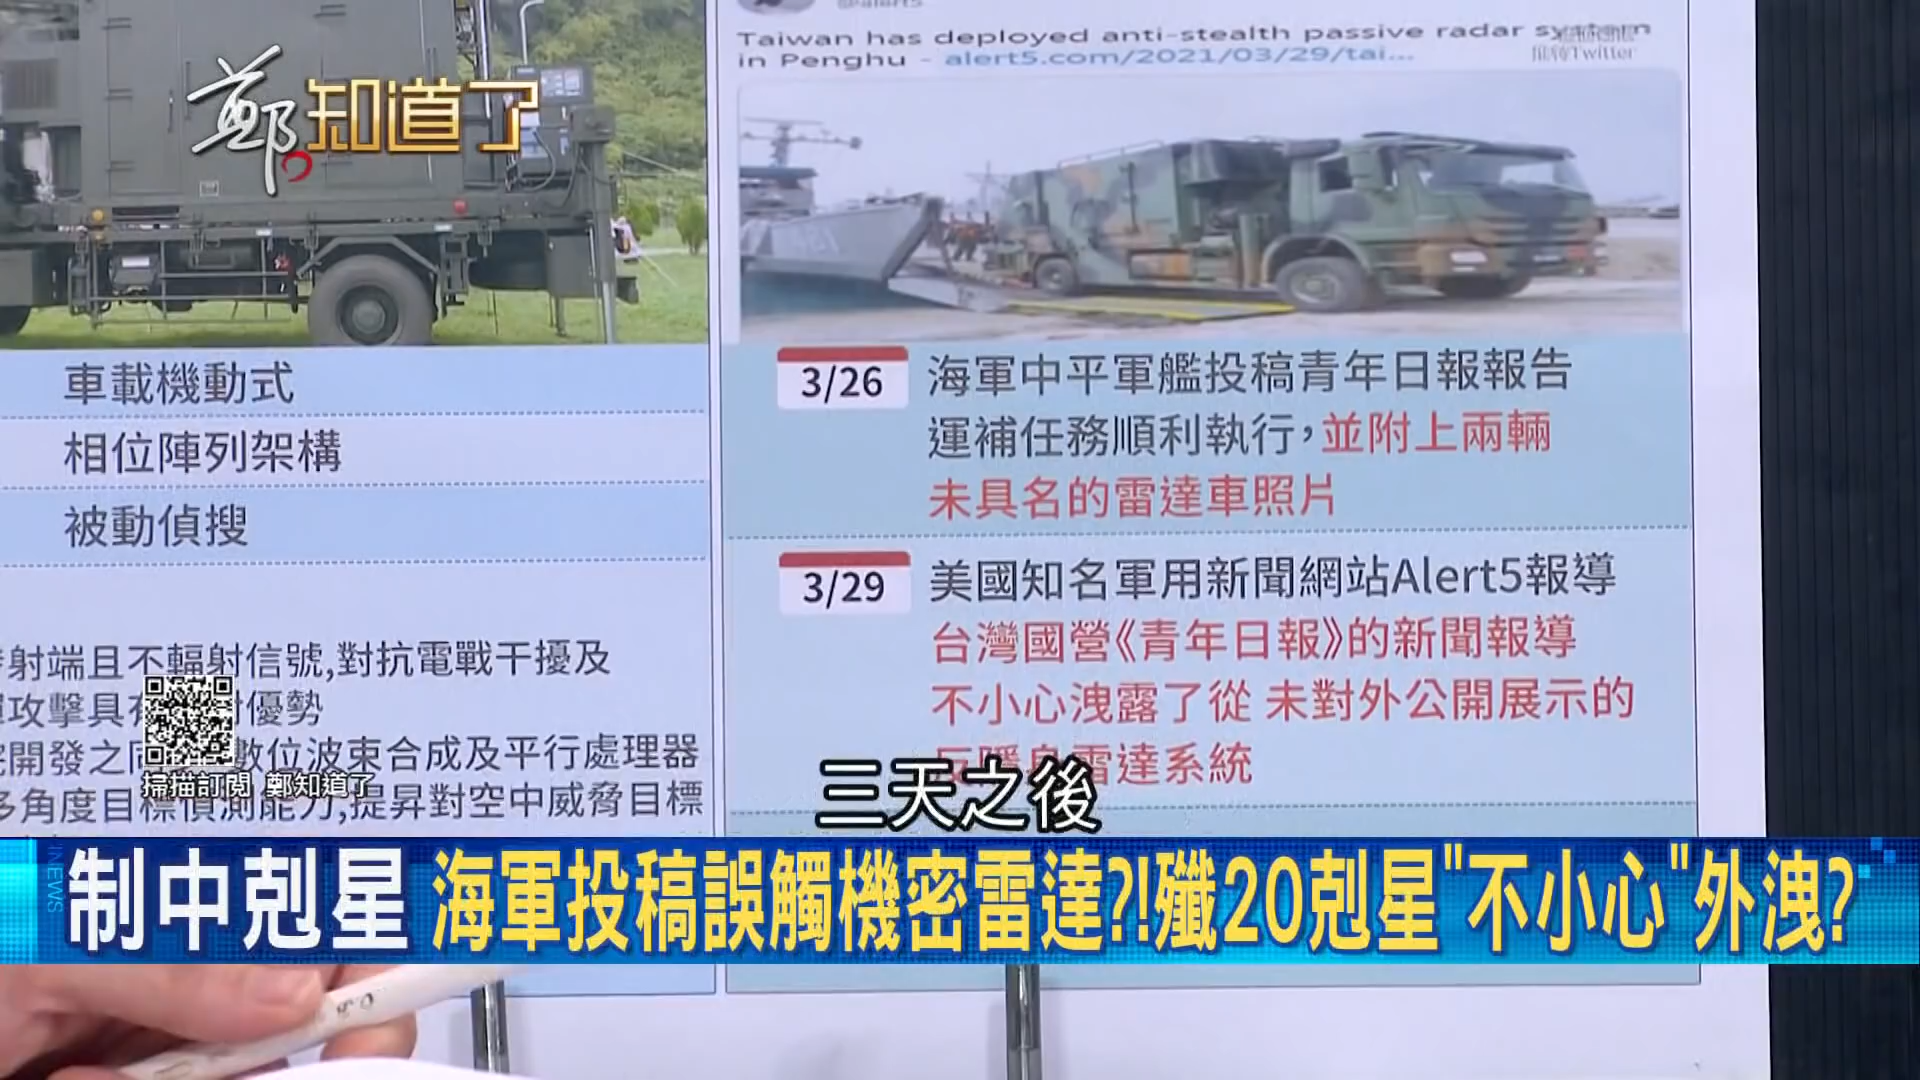 鄭知道了
Taiwan has deployed anti-stealth passive radar system
in Penghu - alert5.com/2021/03/29/tai...
車載機動式
相位陣列架構
被動偵搜
射端且不輻射信號,對抗電戰干擾及
攻擊具
優勢
開發之同
數位波束合成及平行處理器
多角度目標偵測能力,提昇對空中威脅目標
掃描訂閱 鄭知道了
3/26
海軍中平軍艦投稿青年日報報告
運補任務順利執行,並附上兩輛
未具名的雷達車照片
3/29
美國知名軍用新聞網站Alert5報導
台灣國營《青年日報》的新聞報導
不小心洩露了從 未對外公開展示的
反隱身雷達系統
三天之後
iNEWS
制中剋星
海軍投稿誤觸機密雷達?!殲20剋星"不小心"外洩?